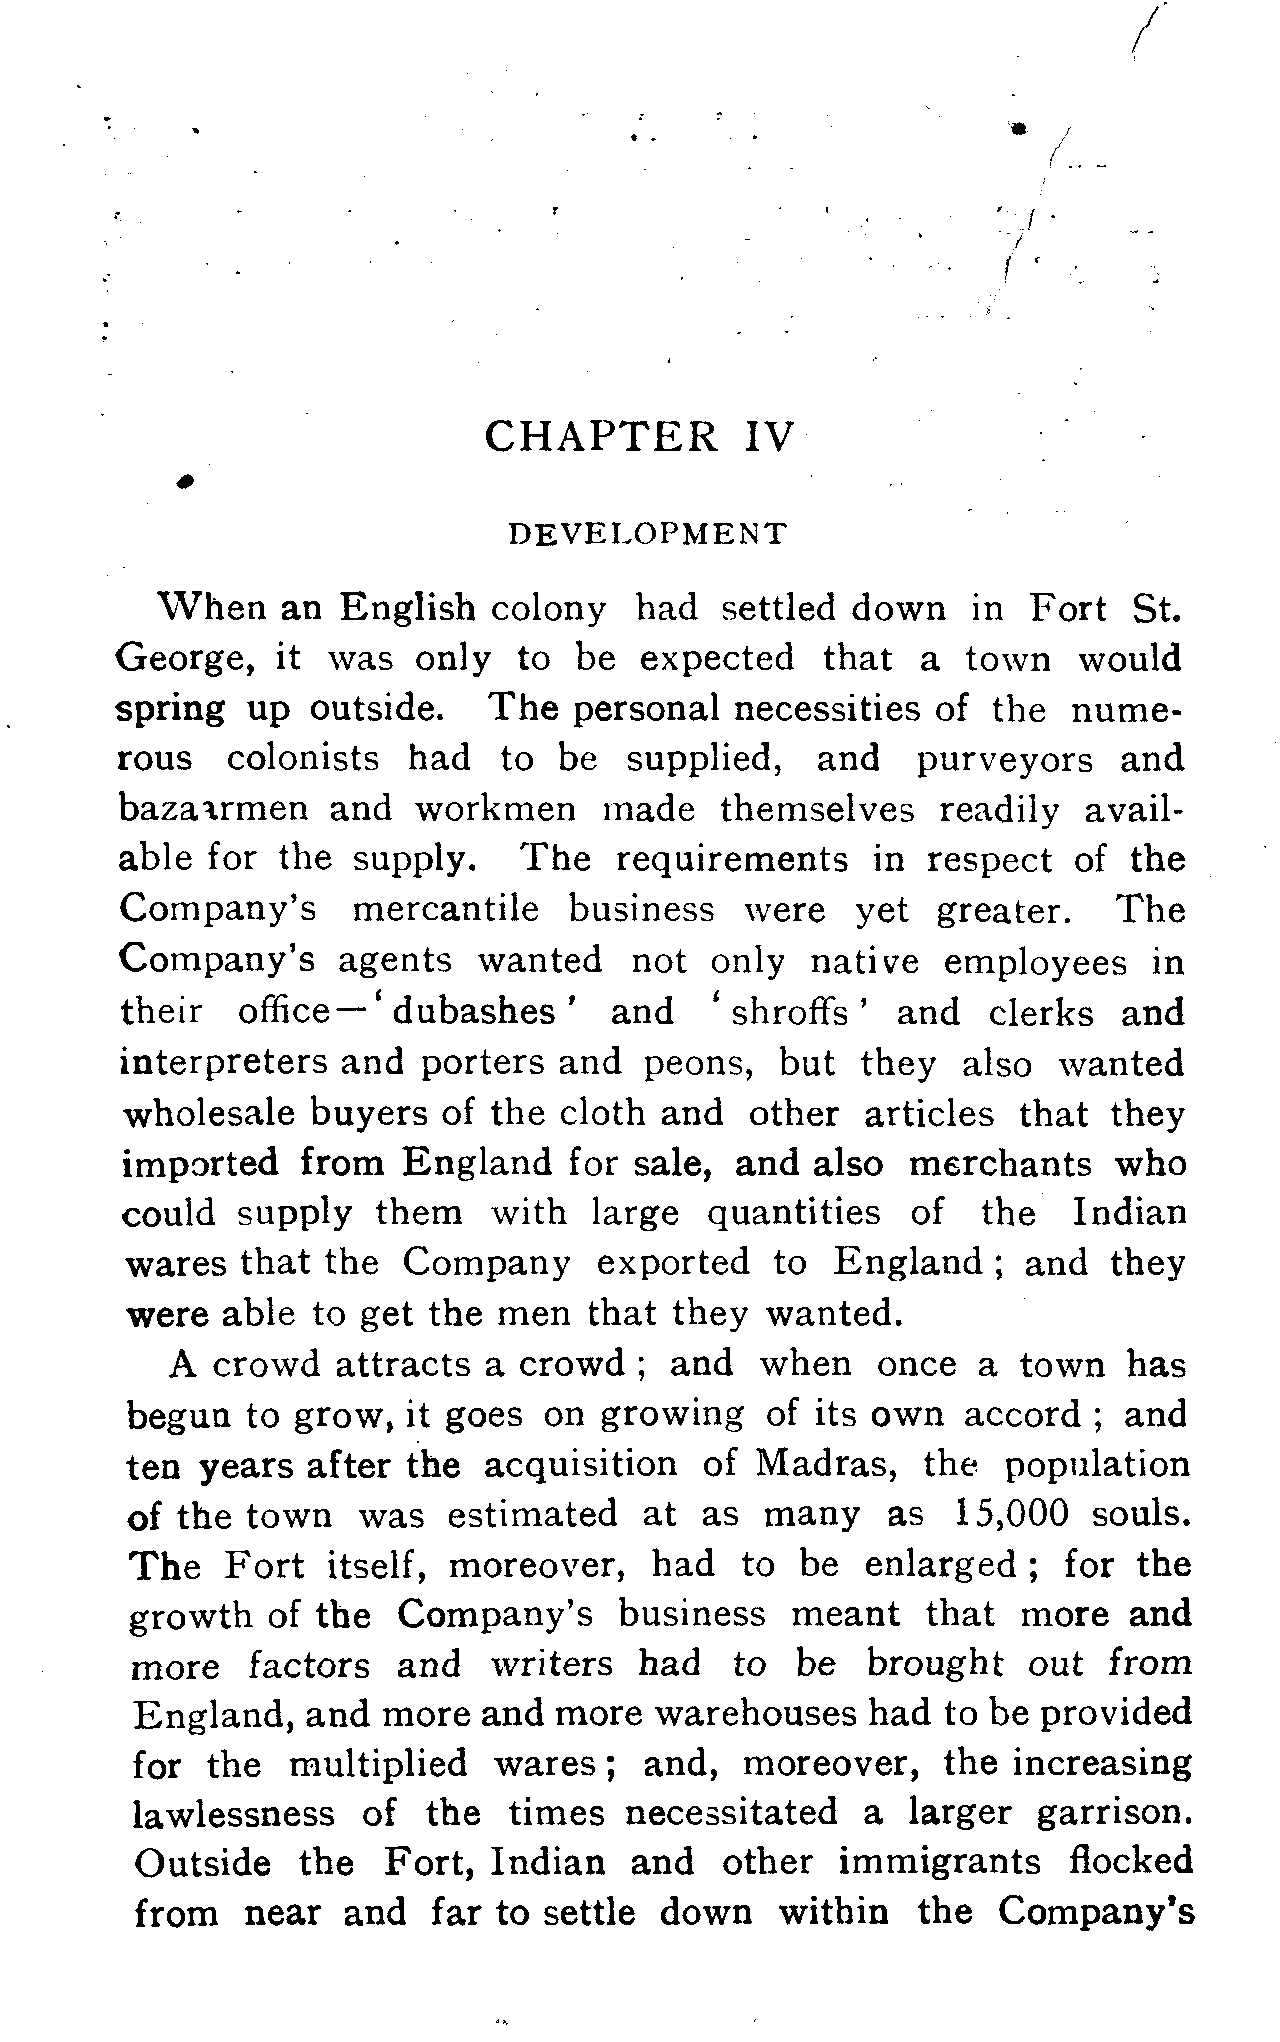 CHAPTER IV
DEVELOPMENT
When an English colony had settled down in Fort St.
George, it was only to be expected that a town would
spring up outside. The personal necessities of the nume-
rous colonists had to be supplied, and purveyors and
bazaarmen and workmen made themselves readily avail-
able for the supply. The requirements in respect of the
Company's mercantile business were yet greater. The
Company's agents wanted not only native employees in
their office—‘ dubashes ’ and ‘ shroffs ’ and clerks and
interpreters and porters and peons, but they also wanted
wholesale buyers of the cloth and other articles that they
imported from England for sale, and also merchants who
could supply them with large quantities of the Indian
wares that the Company exported to England ; and they
were able to get the men that they wanted.
A crowd attracts a crowd ; and when once a town has
begun to grow, it goes on growing of its own accord ; and
ten years after the acquisition of Madras, the population
of the town was estimated at as many as 15,000 souls.
The Fort itself, moreover, had to be enlarged ; for the
growth of the Company's business meant that more and
more factors and writers had to be brought out from
England, and more and more warehouses had to be provided
for the multiplied wares ; and, moreover, the increasing
lawlessness of the times necessitated a larger garrison.
Outside the Fort, Indian and other immigrants flocked
from near and far to settle down within the Company's